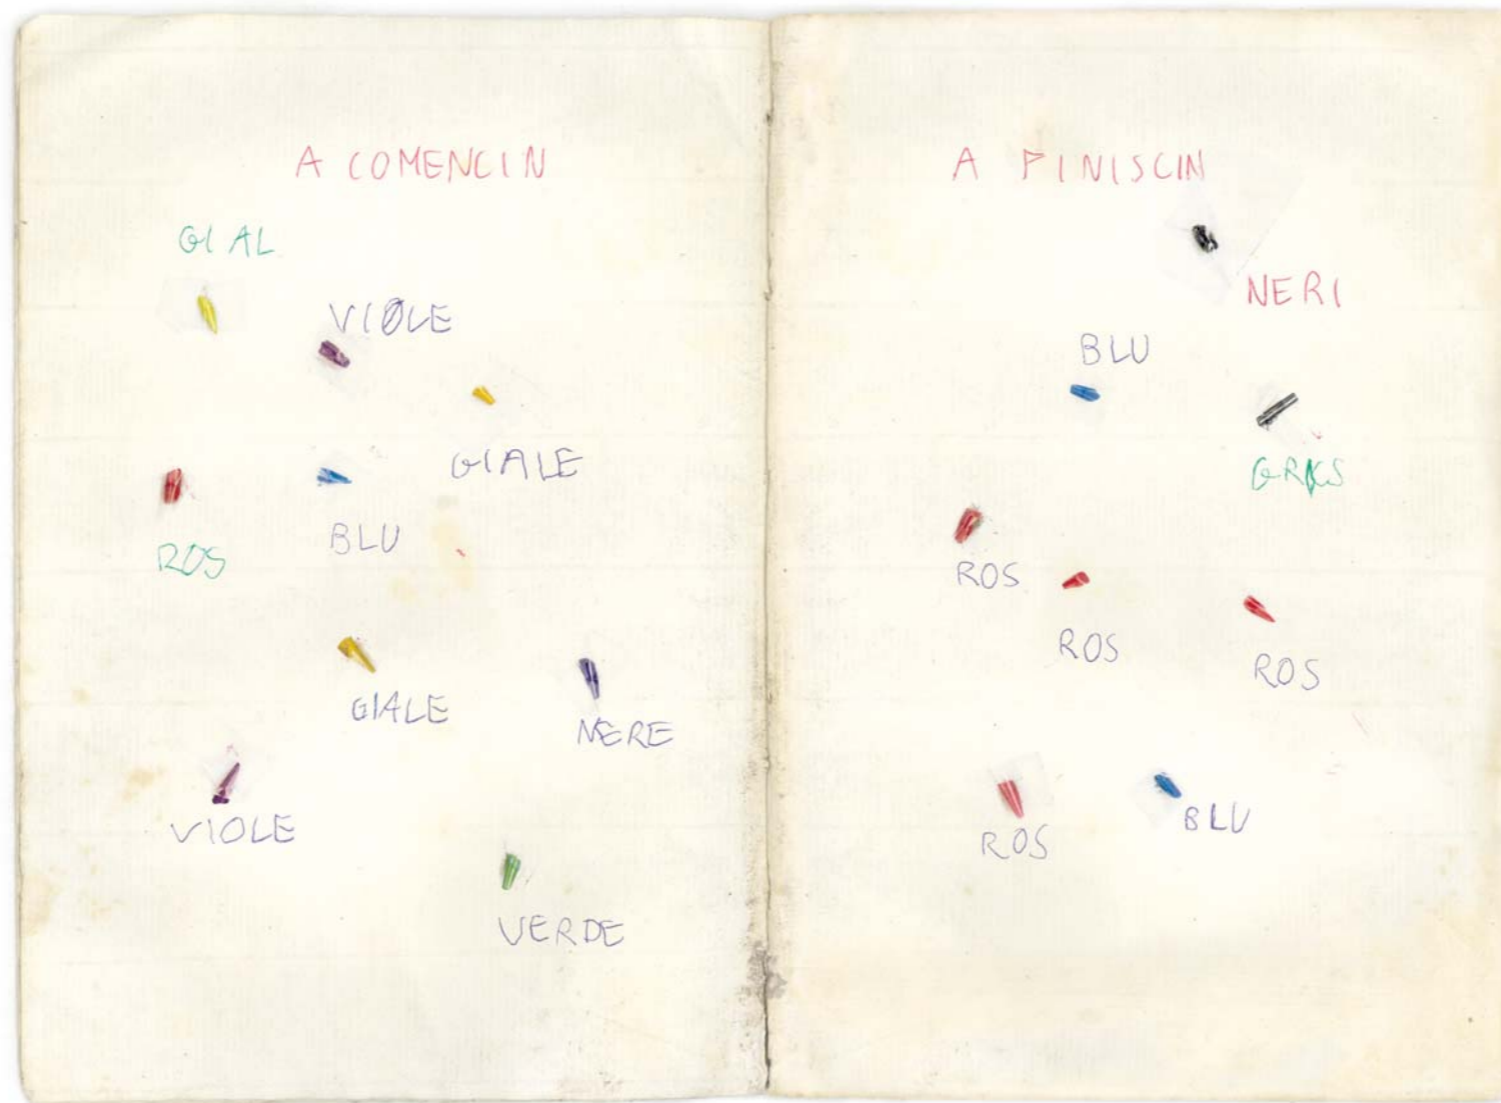 A COMENCIN
GIAL
VIOLE
GIALE
ROS
BLU
GIALE
NERE
VIOLE
VERDE
A FINISCIN
NERI
BLU
ROS
ROS
ROS
ROS
BLU